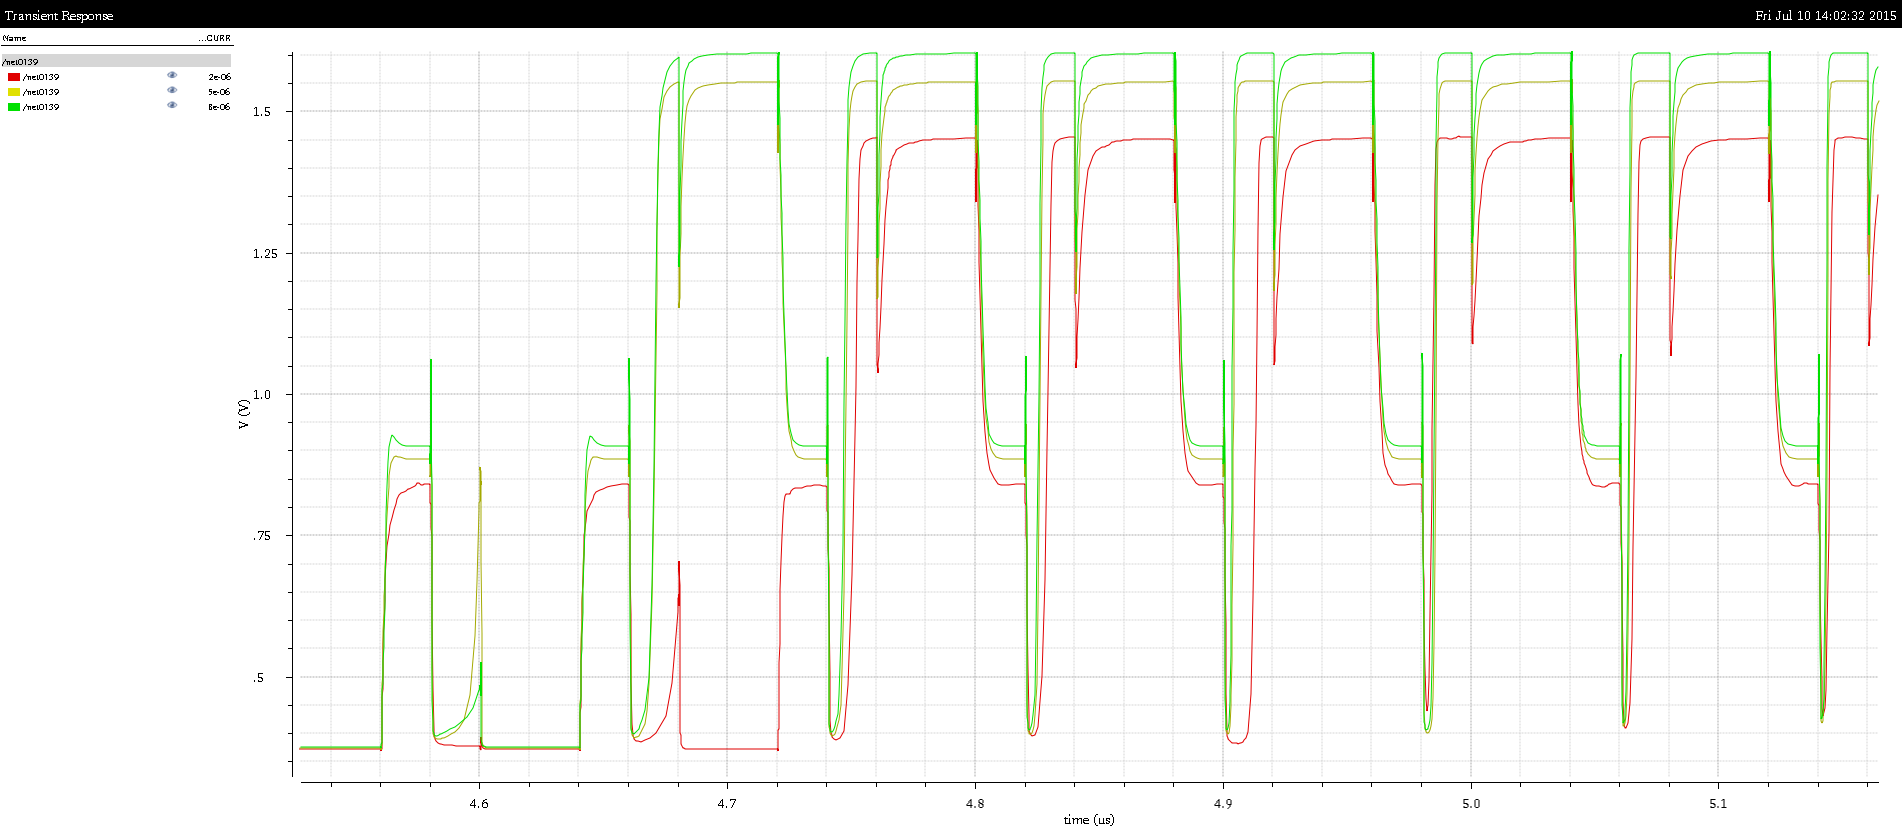 Transient Response
Fri Jul 10 14:02:32 2015
Name ...CURR
/net0139
/net0139 2e-06
/net0139 5e-06
/net0139 8e-06
1.5
1.25
1.0
.75
.5
V (V)
4.6 4.7 4.8 4.9 5.0 5.1
time (us)